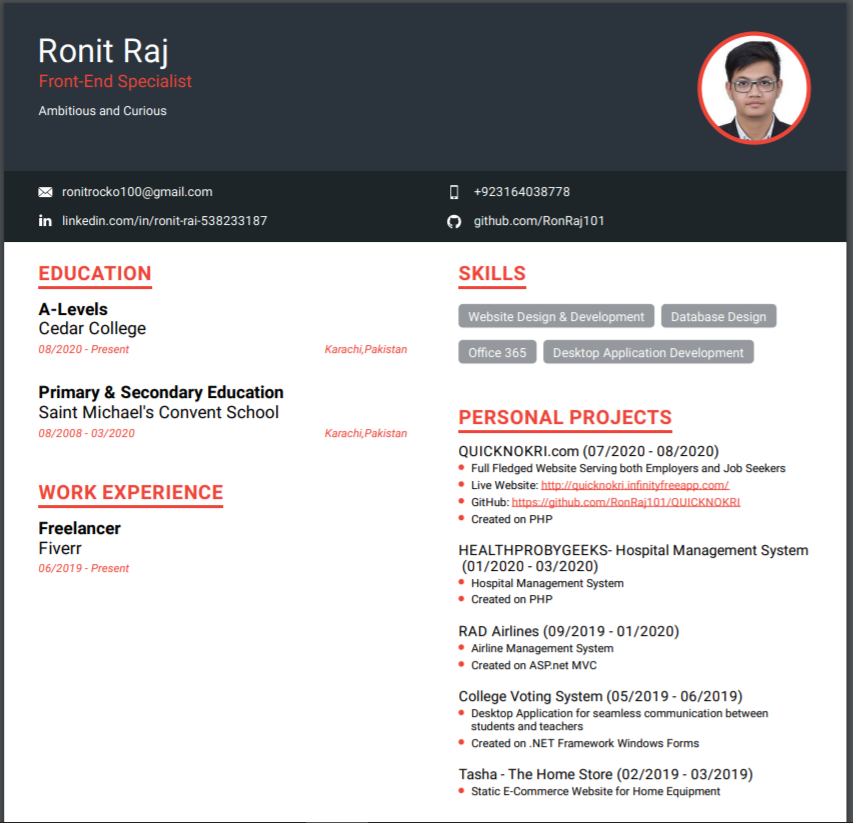 Ronit Raj
Front-End Specialist
Ambitious and Curious
ronitrocko100@gmail.com
+923164038778
linkedin.com/in/ronit-rai-538233187
github.com/RonRaj101
EDUCATION
A-Levels
Cedar College
08/2020 - Present Karachi,Pakistan
Primary & Secondary Education
Saint Michael's Convent School
08/2008 - 03/2020 Karachi,Pakistan
WORK EXPERIENCE
Freelancer
Fiverr
06/2019 - Present
SKILLS
Website Design & Development Database Design
Office 365 Desktop Application Development
PERSONAL PROJECTS
QUICKNOKRI.com (07/2020 - 08/2020)
Full Fledged Website Serving both Employers and Job Seekers
Live Website: http://quicknokri.infinityfreeapp.com/
GitHub: https://github.com/RonRaj101/QUICKNOKRI
Created on PHP
HEALTHPROBYGEEKS- Hospital Management System
(01/2020 - 03/2020)
Hospital Management System
Created on PHP
RAD Airlines (09/2019 - 01/2020)
Airline Management System
Created on ASP.net MVC
College Voting System (05/2019 - 06/2019)
Desktop Application for seamless communication between
students and teachers
Created on .NET Framework Windows Forms
Tasha - The Home Store (02/2019 - 03/2019)
Static E-Commerce Website for Home Equipment